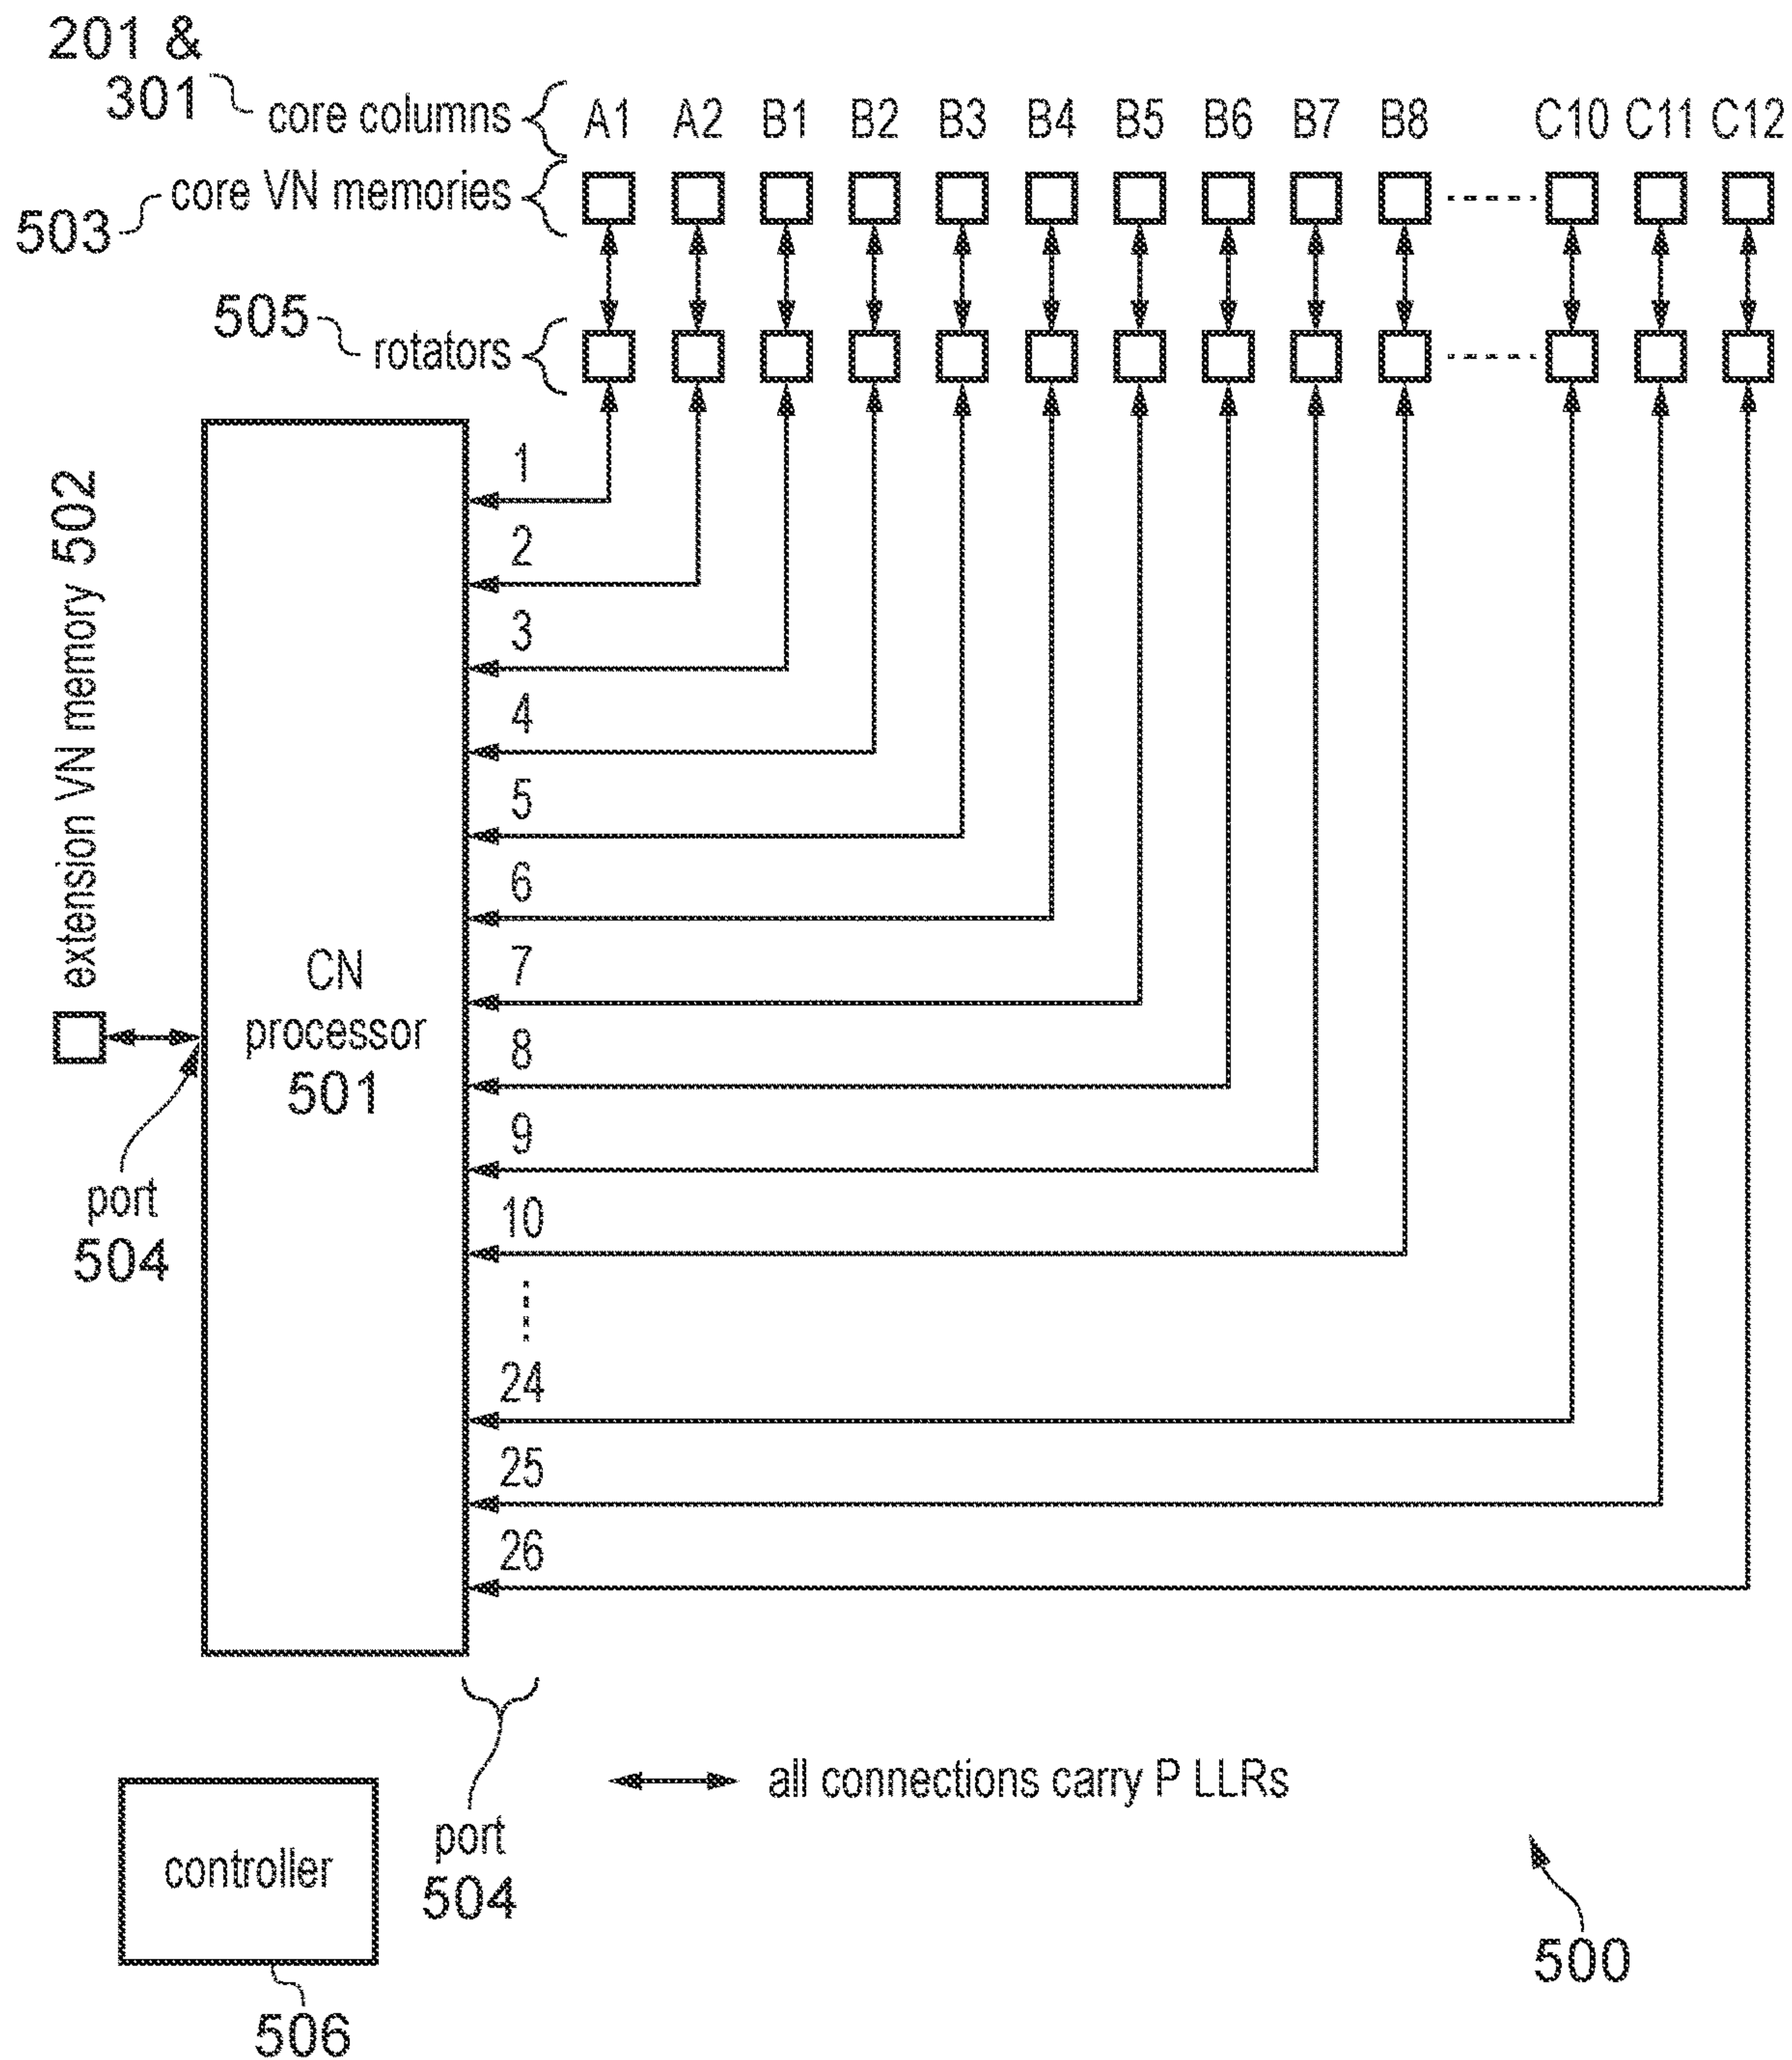 201 &
301 core columns A1 A2 B1 B2 B3 B4 B5 B6 B7 B8 C10 C11 C12
core VN memories
503
505
rotators
extension VN memory 502
1
2
3
4
5
6
7
8
9
10
24
25
26
CN
processor
501
port
504
port
504
all connections carry P LLRs
controller
506
500